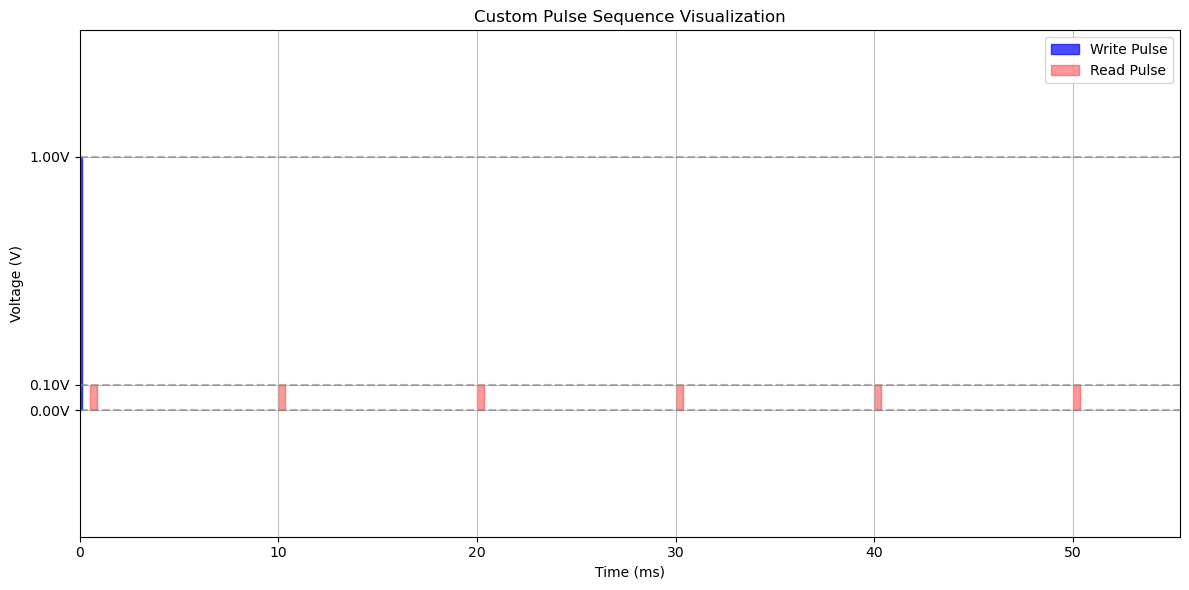 Custom Pulse Sequence Visualization
Write Pulse
Read Pulse
1.00V
0.10V
0.00V
Voltage (V)
0 10 20 30 40 50
Time (ms)